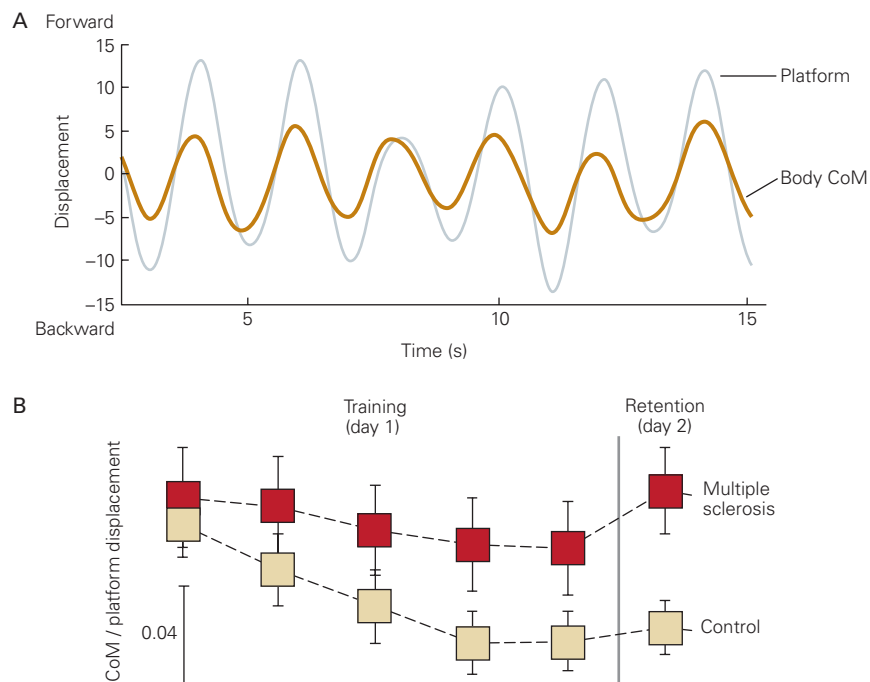 A
Forward
15
10
5
0
−5
−10
−15
Displacement
Backward
5
10
15
Time (s)
Platform
Body CoM
B
Training
(day 1)
Retention
(day 2)
CoM / platform displacement
0.04
Multiple
sclerosis
Control